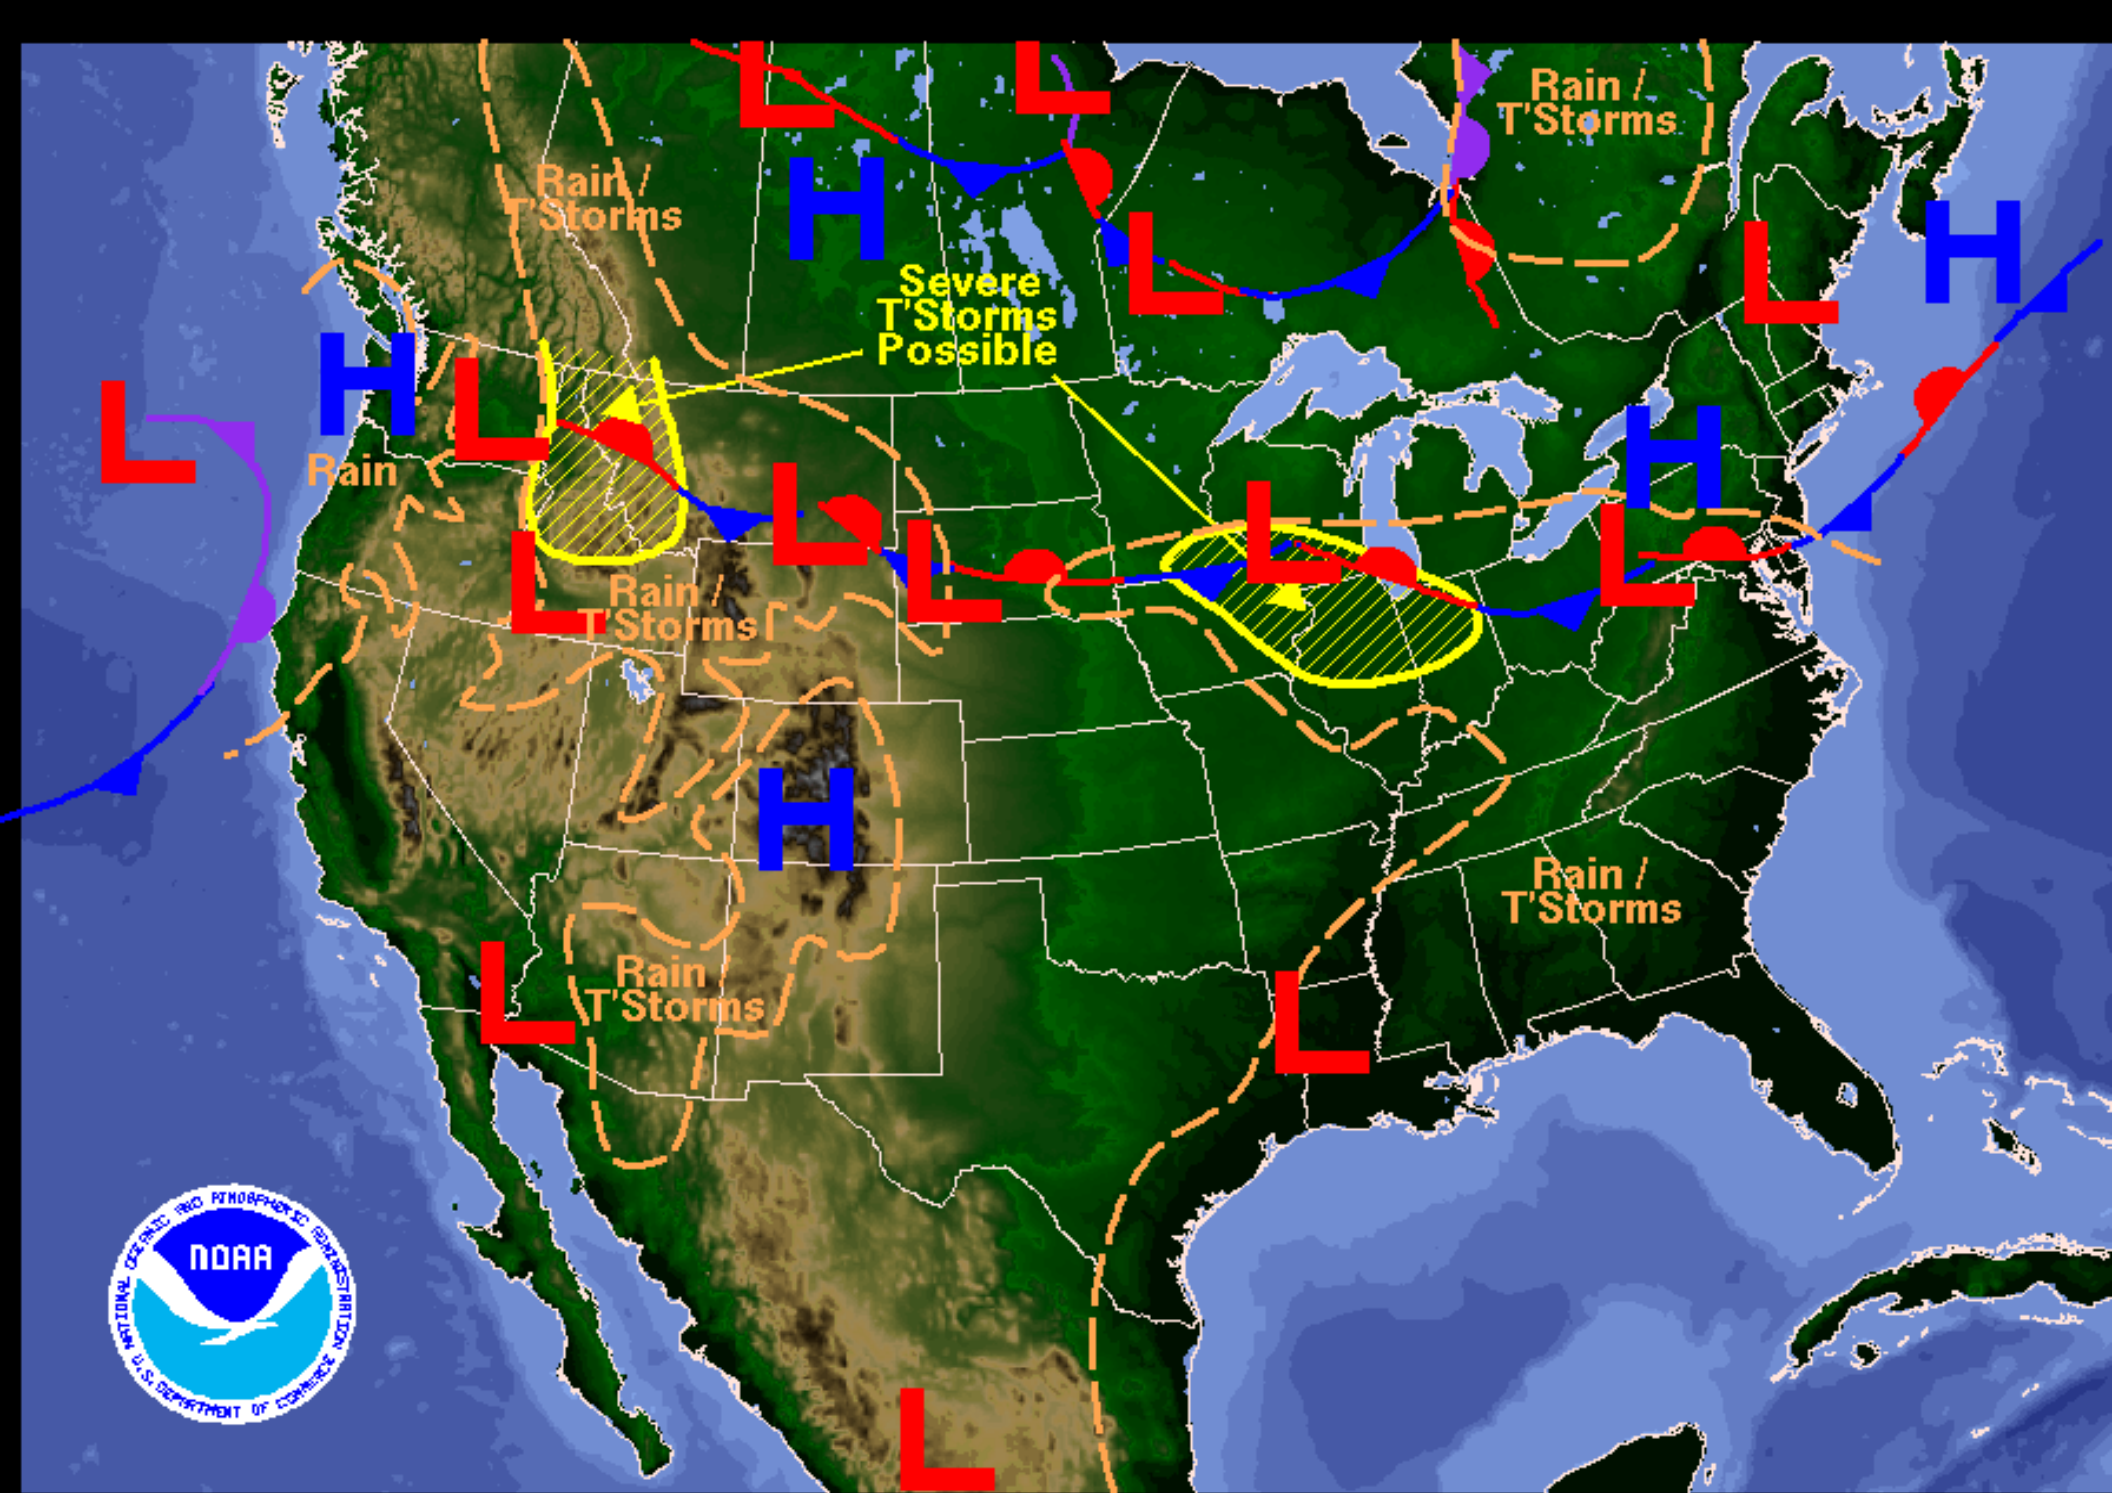 Rain /
T'Storms
Rain /
T'Storms
Severe
T'Storms
Possible
H
H
H
H
H
L
L
L
L
L
L
L
L
L
L
L
L
L
L
Rain
Rain /
T'Storms
Rain /
T'Storms
Rain
T'Storms
NATIONAL OCEANIC AND ATMOSPHERIC ADMINISTRATION
NOAA
U.S. DEPARTMENT OF COMMERCE